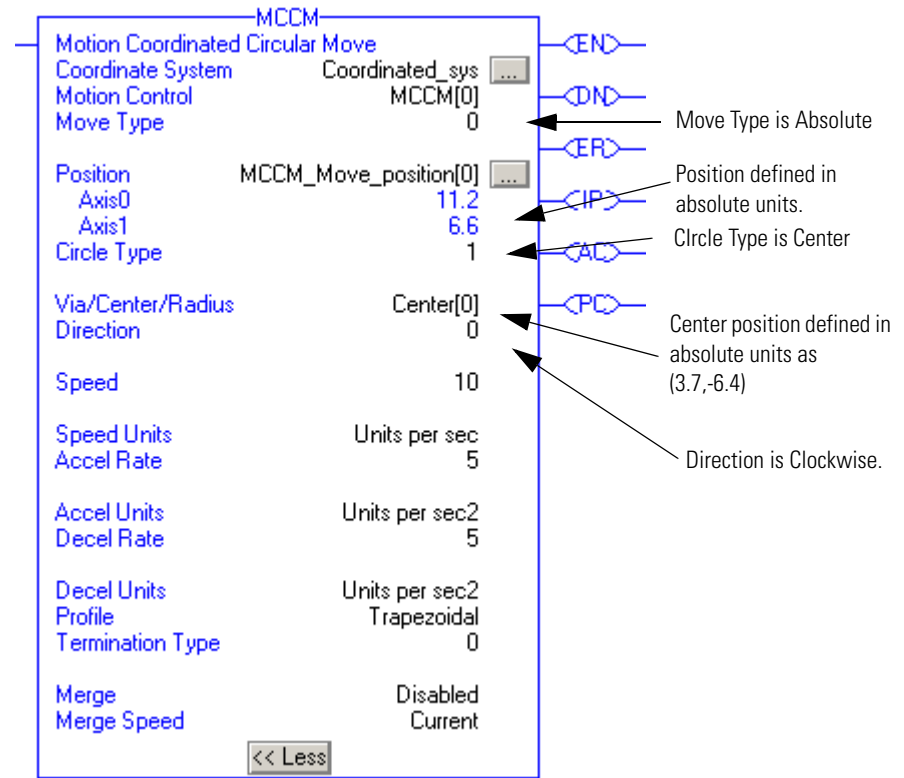 MCCM
Motion Coordinated Circular Move
EN
Coordinate System Coordinated_sys ...
Motion Control MCCM[0]
DN
Move Type 0
Move Type is Absolute
ER
Position MCCM_Move_position[0] ...
Position defined in
absolute units.
Axis0 11.2
IP
Axis1 6.6
Circle Type 1
CIrcle Type is Center
AC
Via/Center/Radius Center[0]
PC
Direction 0
Center position defined in
absolute units as
(3.7,-6.4)
Speed 10
Speed Units Units per sec
Accel Rate 5
Direction is Clockwise.
Accel Units Units per sec2
Decel Rate 5
Decel Units Units per sec2
Profile Trapezoidal
Termination Type 0
Merge Disabled
Merge Speed Current
<< Less